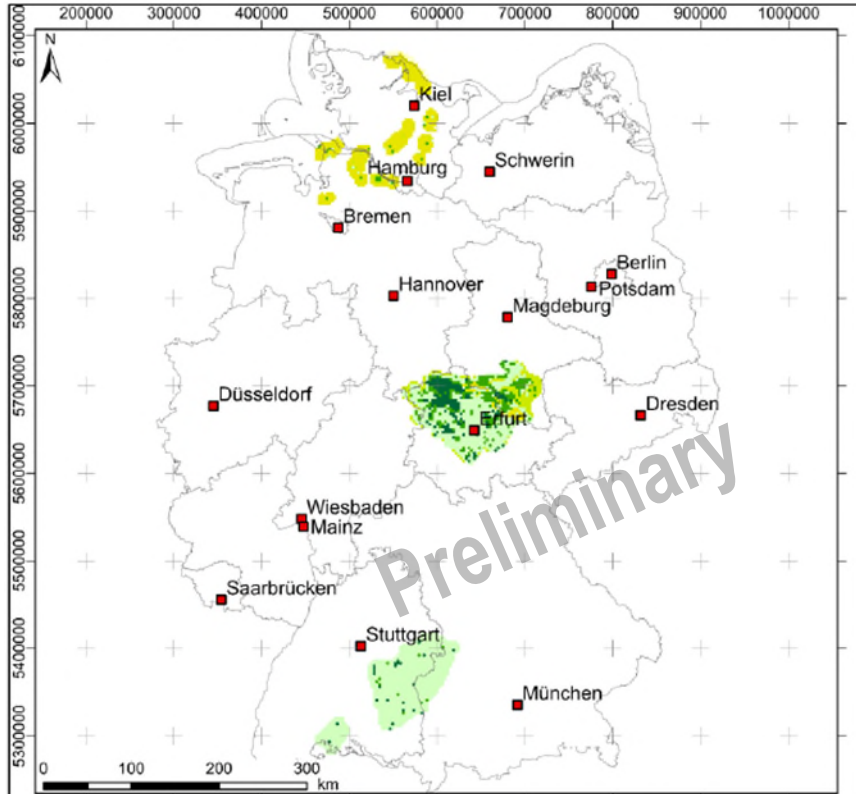 200000 300000 400000 500000 600000 700000 800000 900000 1000000
6100000
N
Kiel
6000000
Schwerin
Hamburg
5900000
Bremen
Berlin
Hannover
Potsdam
5800000
Magdeburg
5700000
Düsseldorf
Dresden
Erfurt
5600000
Preliminary
Wiesbaden
Mainz
5500000
Saarbrücken
Stuttgart
5400000
München
5300000
0 100 200 300
km